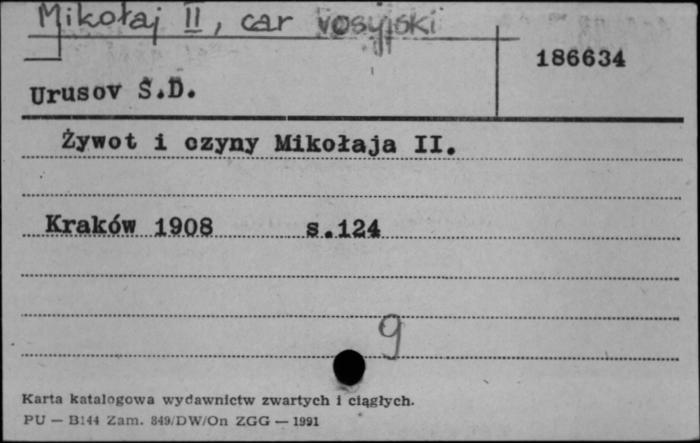 Mikołaj II, car rosyjski
186634
Urusov S.D.
Żywot i czyny Mikołaja II.
Kraków 1908 s.124
9
Karta katalogowa wydawnictw zwartych i ciągłych.
PU — B144 Zam. 849/DW/On ZGG — 1991